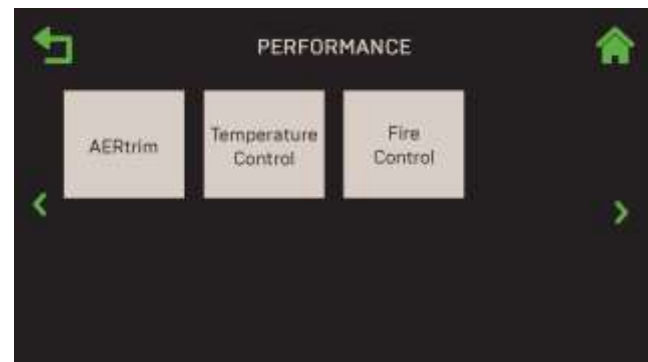 PERFORMANCE
AERtrim
Temperature
Control
Fire
Control